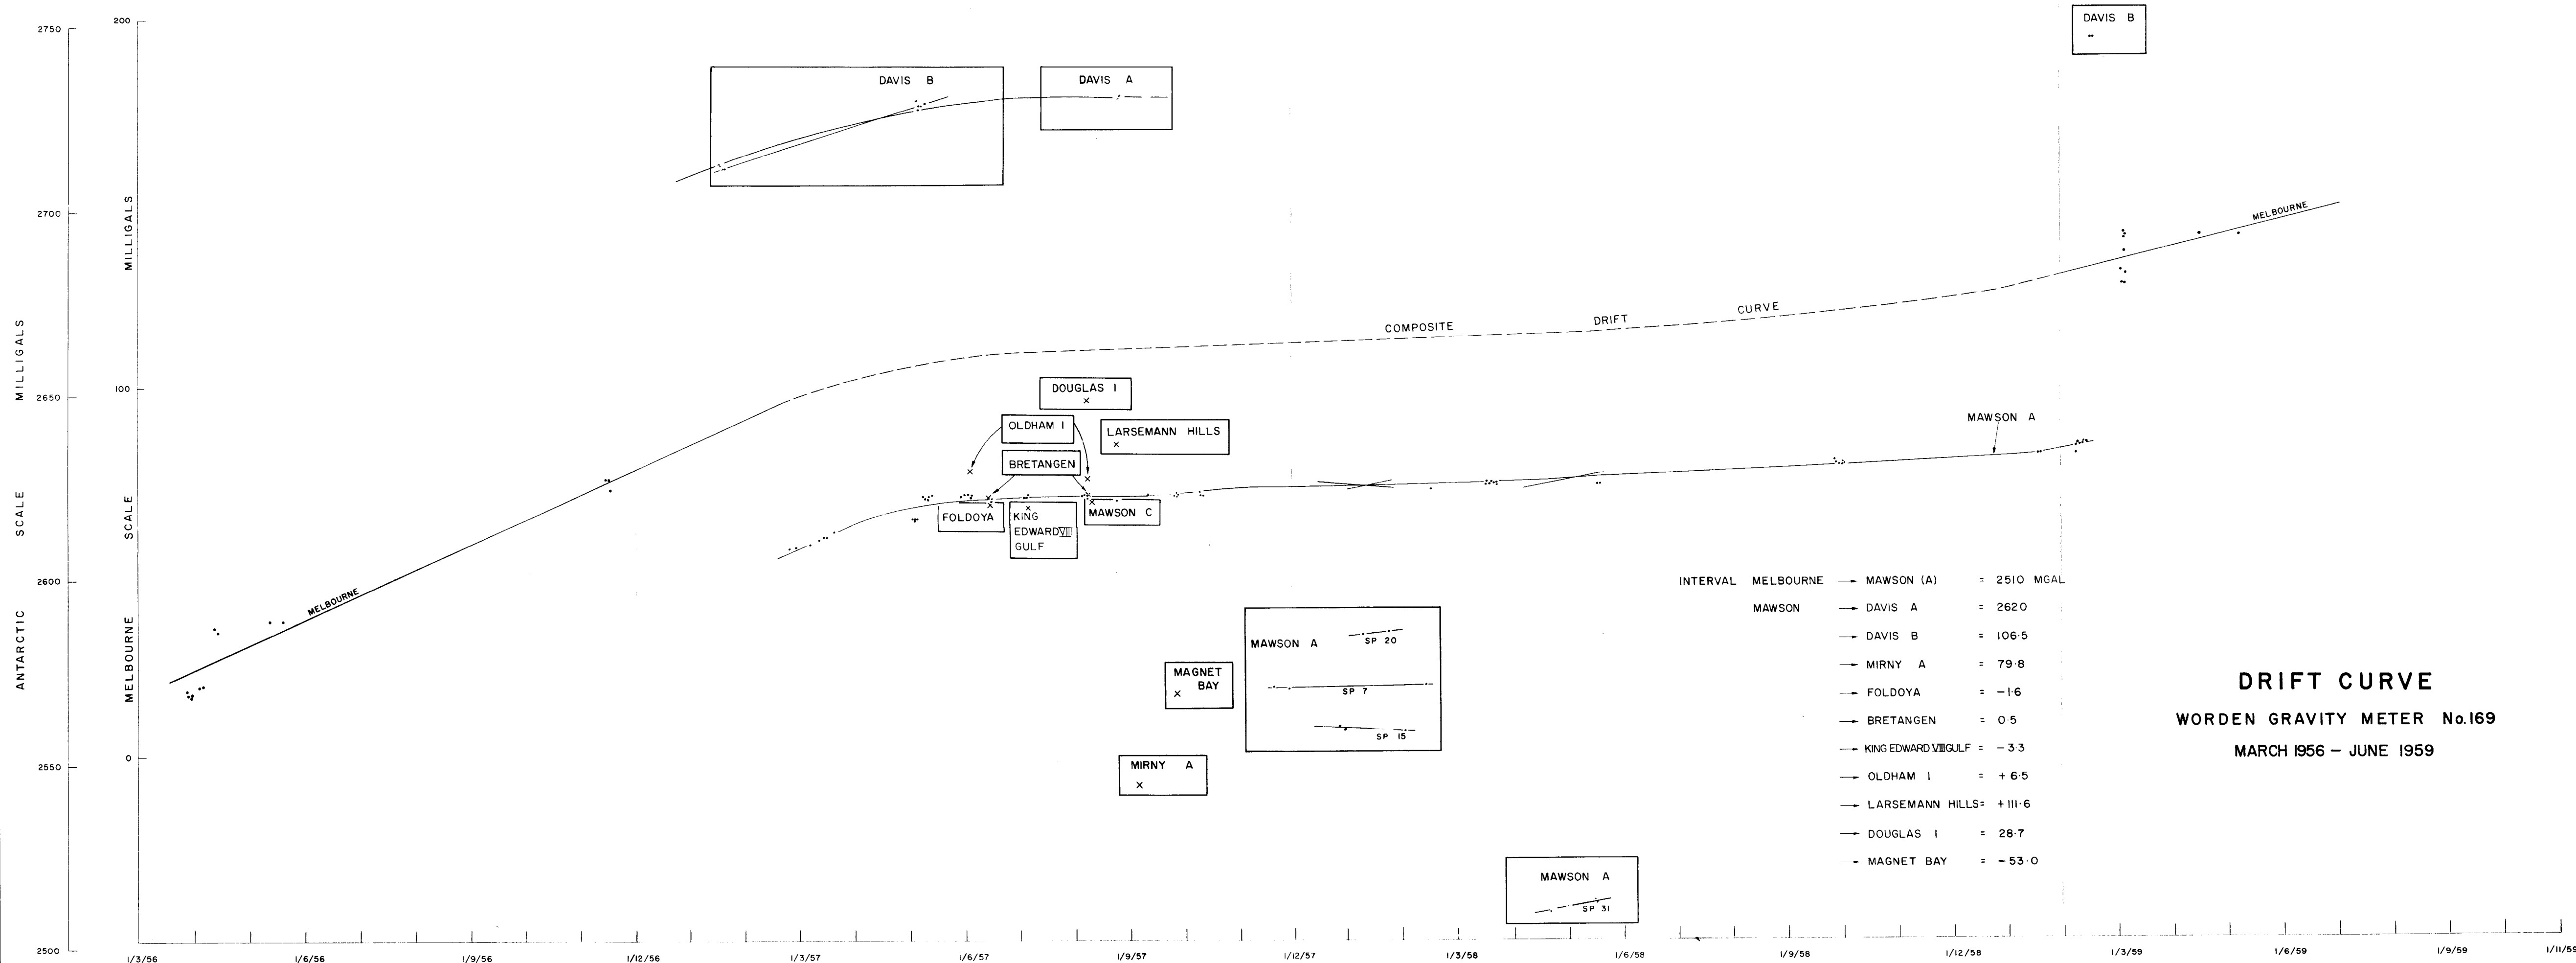 2750
2700
2650
2600
2550
2500
ANTARCTIC SCALE MILLIGALS
200
100
0
MELBOURNE SCALE MILLIGALS
DAVIS B
DAVIS A
DAVIS B
MELBOURNE
COMPOSITE DRIFT CURVE
DOUGLAS I
OLDHAM I
LARSEMANN HILLS
BRETANGEN
MAWSON A
FOLDOYA
KING
EDWARD VIII
GULF
MAWSON C
MELBOURNE
MAWSON A
SP 20
SP 7
SP 15
MAGNET
BAY
MIRNY A
MAWSON A
SP 31
INTERVAL MELBOURNE → MAWSON (A) = 2510 MGAL
MAWSON → DAVIS A = 2620
→ DAVIS B = 106·5
→ MIRNY A = 79·8
→ FOLDOYA = -1·6
→ BRETANGEN = 0·5
→ KING EDWARD VIII GULF = -3·3
→ OLDHAM I = +6·5
→ LARSEMANN HILLS = +111·6
→ DOUGLAS I = 28·7
→ MAGNET BAY = -53·0
DRIFT CURVE
WORDEN GRAVITY METER No.169
MARCH 1956 – JUNE 1959
1/3/56 1/6/56 1/9/56 1/12/56 1/3/57 1/6/57 1/9/57 1/12/57 1/3/58 1/6/58 1/9/58 1/12/58 1/3/59 1/6/59 1/9/59 1/11/59